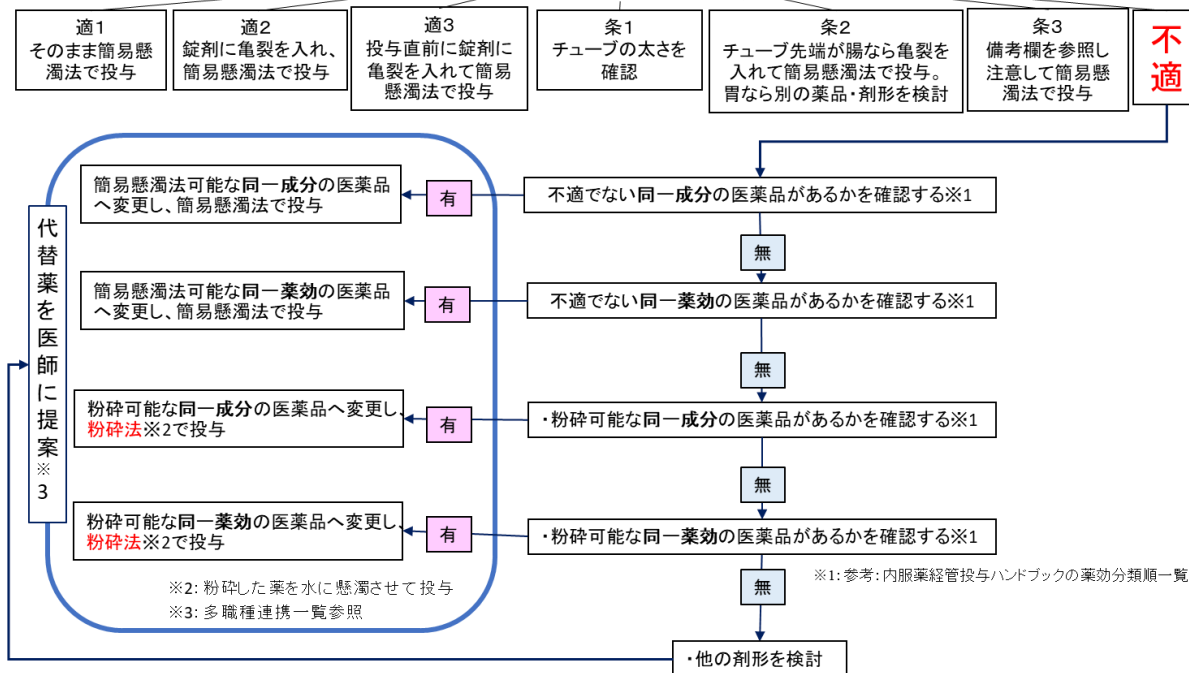 適1
そのまま簡易懸
濁法で投与
適2
錠剤に亀裂を入れ、
簡易懸濁法で投与
適3
投与直前に錠剤に
亀裂を入れて簡易
懸濁法で投与
条1
チューブの太さを
確認
条2
チューブ先端が腸なら亀裂を
入れて簡易懸濁法で投与。
胃なら別の薬品・剤形を検討
条3
備考欄を参照し
注意して簡易懸
濁法で投与
不
適
簡易懸濁法可能な同一成分の医薬品
へ変更し、簡易懸濁法で投与
有
不適でない同一成分の医薬品があるかを確認する※1
無
簡易懸濁法可能な同一薬効の医薬品
へ変更し、簡易懸濁法で投与
有
不適でない同一薬効の医薬品があるかを確認する※1
無
粉砕可能な同一成分の医薬品へ変更し、
粉砕法※2で投与
有
・粉砕可能な同一成分の医薬品があるかを確認する※1
無
粉砕可能な同一薬効の医薬品へ変更し、
粉砕法※2で投与
有
・粉砕可能な同一薬効の医薬品があるかを確認する※1
無
※1:参考:内服薬経管投与ハンドブックの薬効分類順一覧
・他の剤形を検討
代替薬を医師に提案※3
※2:粉砕した薬を水に懸濁させて投与
※3:多職種連携一覧参照